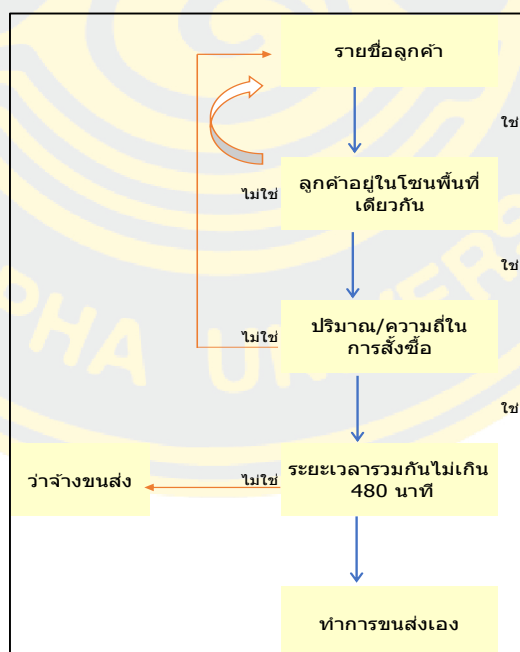 รายชื่อลูกค้า
ใช่
ลูกค้าอยู่ในโซนพื้นที่
เดียวกัน
ไม่ใช่
ใช่
ปริมาณ/ความถี่ใน
การสั่งซื้อ
ไม่ใช่
ใช่
ระยะเวลารวมกันไม่เกิน
480 นาที
ไม่ใช่
ว่าจ้างขนส่ง
ทำการขนส่งเอง
PHA UNIVERS